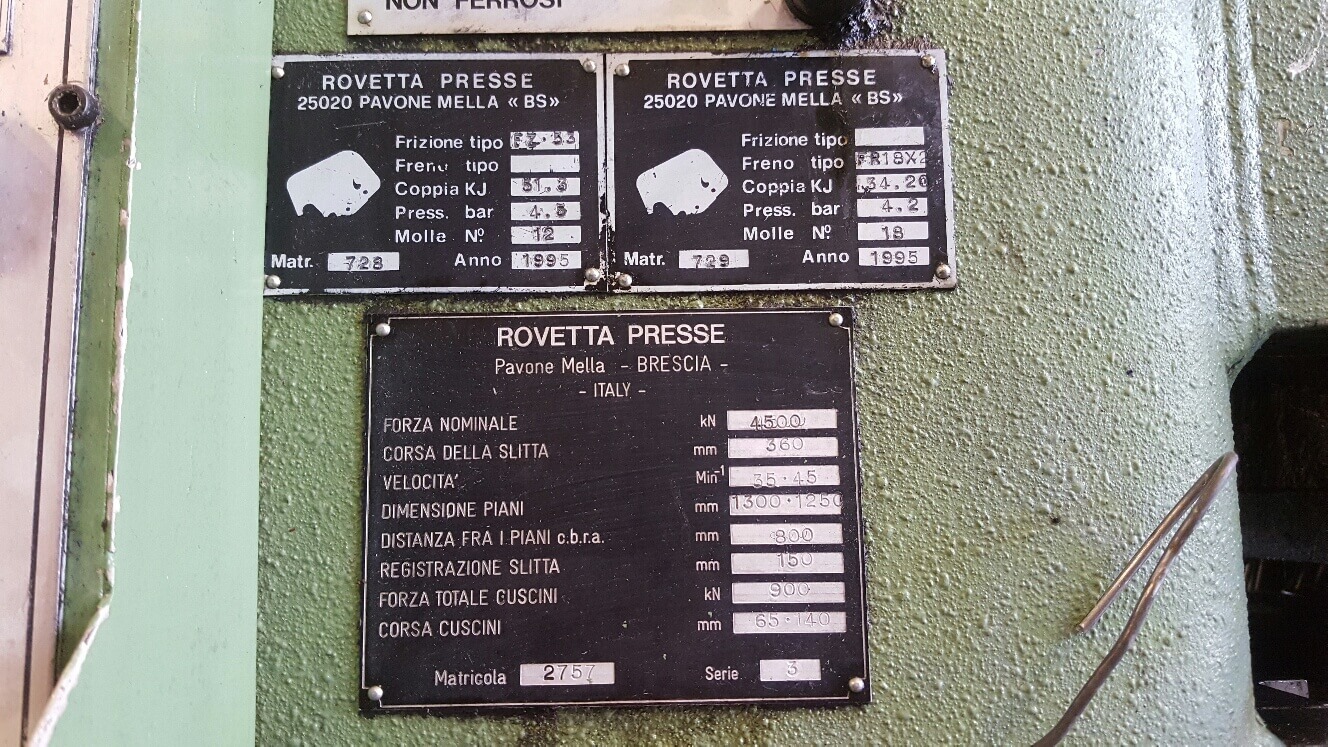 NON FERROSI
ROVETTA PRESSE
25020 PAVONE MELLA « BS»
Frizione tipo FZ·53
Freno tipo
Coppia KJ 51.3
Press. bar 4.5
Molle Nº. 12
Matr. 728 Anno 1995
ROVETTA PRESSE
25020 PAVONE MELLA « BS»
Frizione tipo
Freno tipo FR18X2
Coppia KJ 34.20
Press. bar 4.2
Molle Nº. 18
Matr. 729 Anno 1995
ROVETTA PRESSE
Pavone Mella - BRESCIA -
- ITALY -
FORZA NOMINALE kN 4500
CORSA DELLA SLITTA mm 360
VELOCITA' Min-1 35·45
DIMENSIONE PIANI mm 1300·1250
DISTANZA FRA I PIANI c.b.r.a. mm 800
REGISTRAZIONE SLITTA mm 150
FORZA TOTALE CUSCINI kN 900
CORSA CUSCINI mm 65·140
Matricola 2757 Serie 3